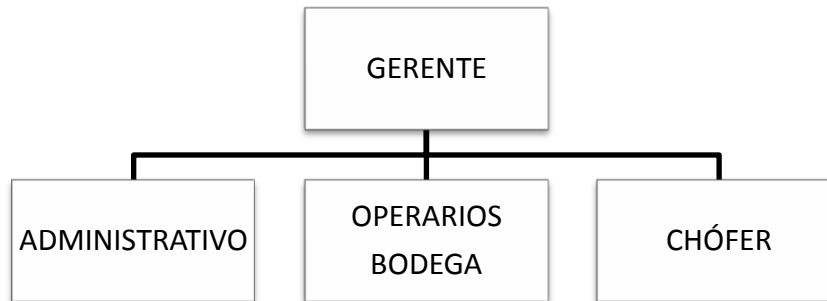 GERENTE
ADMINISTRATIVO
OPERARIOS
BODEGA
CHÓFER